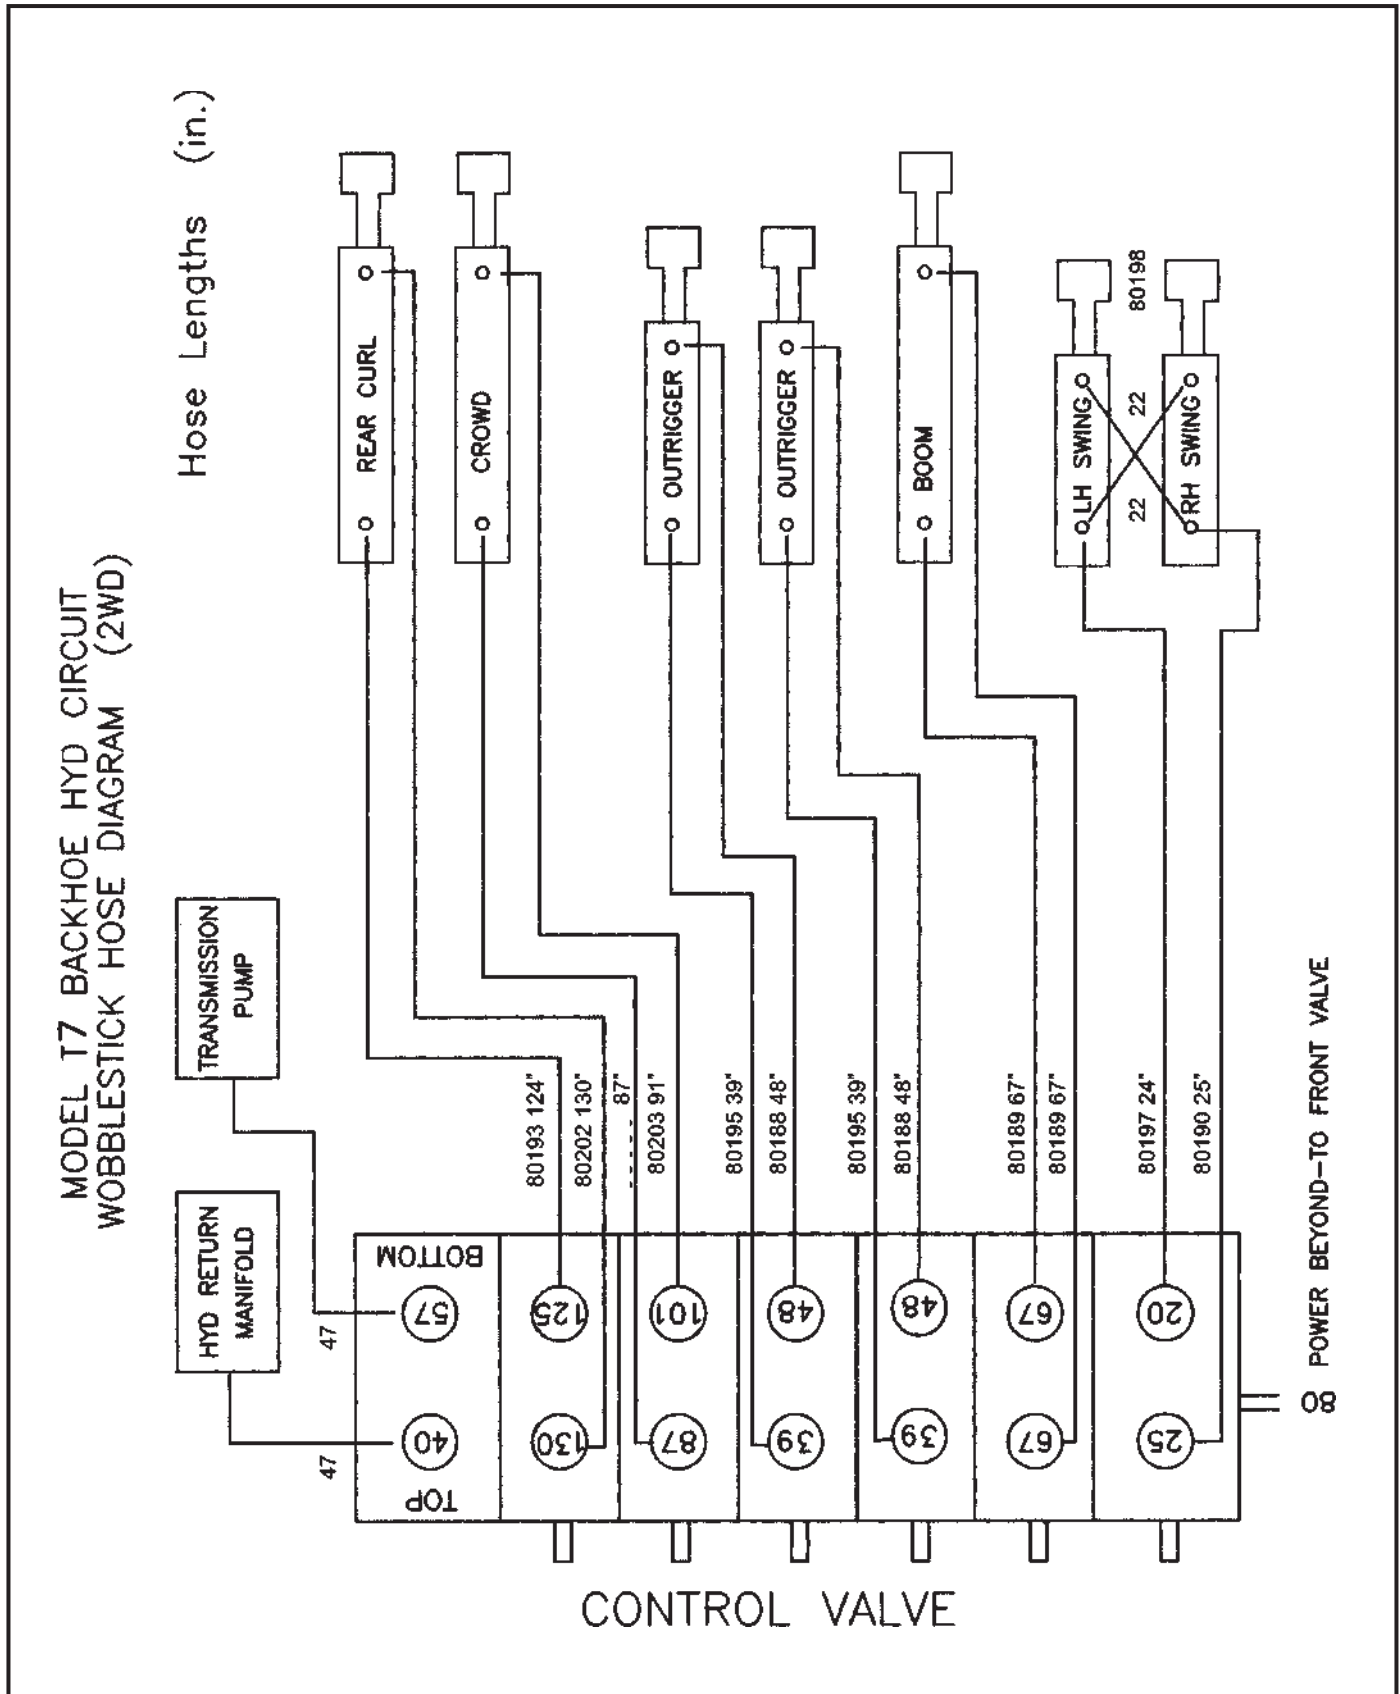 MODEL T7 BACKHOE HYD CIRCUIT
WOBBLESTICK HOSE DIAGRAM (2WD)
Hose Lengths (in.)
HYD RETURN
MANIFOLD
TRANSMISSION
PUMP
47
47
TOP
BOTTOM
40
57
130
125
87
101
39
48
39
48
67
67
25
20
80193 124"
80202 130"
87"
80203 91"
80195 39"
80188 48"
80195 39"
80188 48"
80189 67"
80189 67"
80197 24"
80190 25"
REAR CURL
CROWD
OUTRIGGER
OUTRIGGER
BOOM
LH SWING
22
22
80198
RH SWING
80
POWER BEYOND-TO FRONT VALVE
CONTROL VALVE